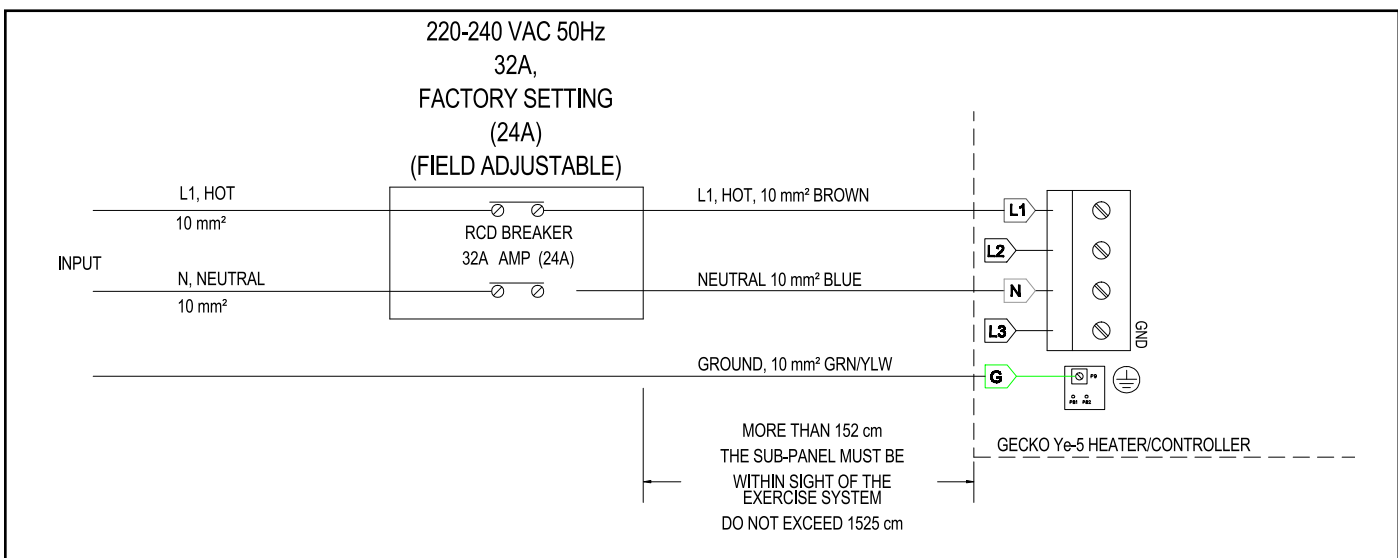 220-240 VAC 50Hz
32A,
FACTORY SETTING
(24A)
(FIELD ADJUSTABLE)
L1, HOT
10 mm²
INPUT
N, NEUTRAL
10 mm²
RCD BREAKER
32A AMP (24A)
L1, HOT, 10 mm² BROWN
NEUTRAL 10 mm² BLUE
GROUND, 10 mm² GRN/YLW
L1
L2
N
L3
G
GND
P9
PE1 PE2
MORE THAN 152 cm
THE SUB-PANEL MUST BE
WITHIN SIGHT OF THE
EXERCISE SYSTEM
DO NOT EXCEED 1525 cm
GECKO Ye-5 HEATER/CONTROLLER